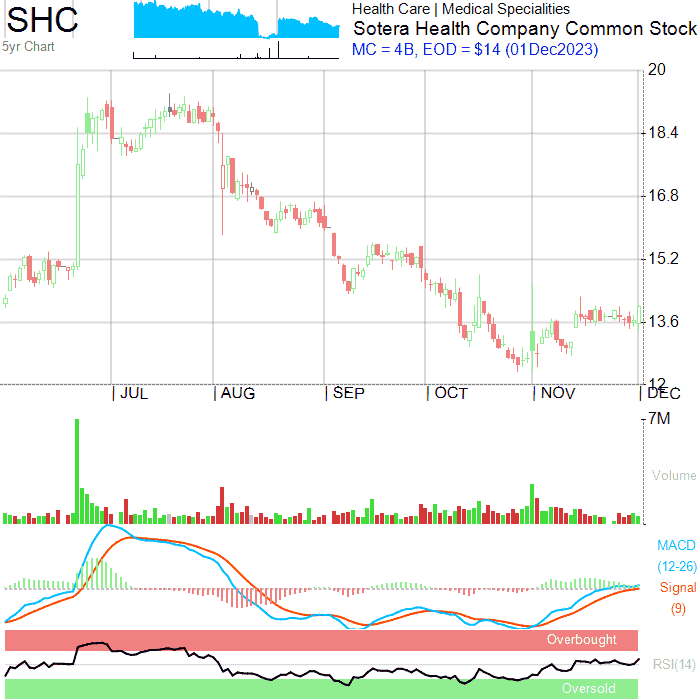 SHC
5yr Chart
Health Care | Medical Specialities
Sotera Health Company Common Stock
MC = 4B, EOD = $14 (01Dec2023)
20
18.4
16.8
15.2
13.6
12
JUL AUG SEP OCT NOV DEC
7M
Volume
MACD
(12-26)
Signal
(9)
Overbought
RSI(14)
Oversold